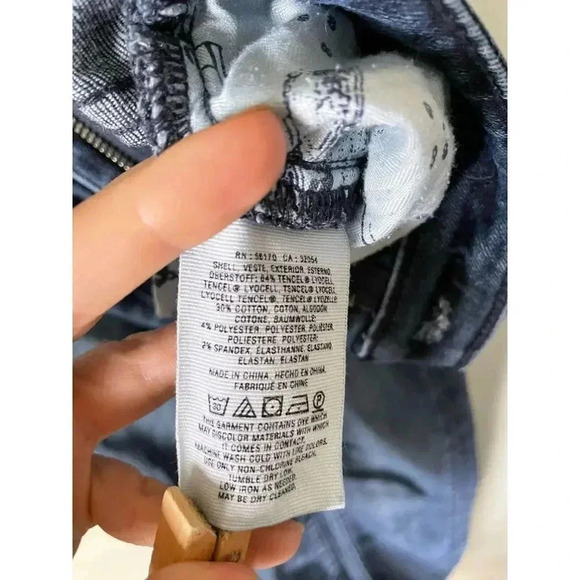 RN : 56170 CA : 32054
SHELL, VESTE, EXTERIOR, ESTERNO,
OBERSTOFF: 64% TENCEL® LYOCELL,
TENCEL® LYOCELL, TENCEL® LYOCELL,
LYOCELL TENCEL®, TENCEL® LYOZELLE:
30% COTTON, COTON, ALGODON
COTONE, BAUMWOLLE:
4% POLYESTER, POLYESTER, POLIÉSTER,
POLIESTERE, POLYESTER:
2% SPANDEX, ÉLASTHANNE, ELASTANO,
ELASTAN, ELASTAN
MADE IN CHINA, HECHO EN CHINA,
FABRIQUÉ EN CHINE
30 P
THIS GARMENT CONTAINS DYE WHICH
MAY DISCOLOR MATERIALS WITH WHICH
IT COMES IN CONTACT.
MACHINE WASH COLD WITH LIKE COLORS.
USE ONLY NON-CHLORINE BLEACH.
TUMBLE DRY LOW.
LOW IRON AS NEEDED.
MAY BE DRY CLEANED.